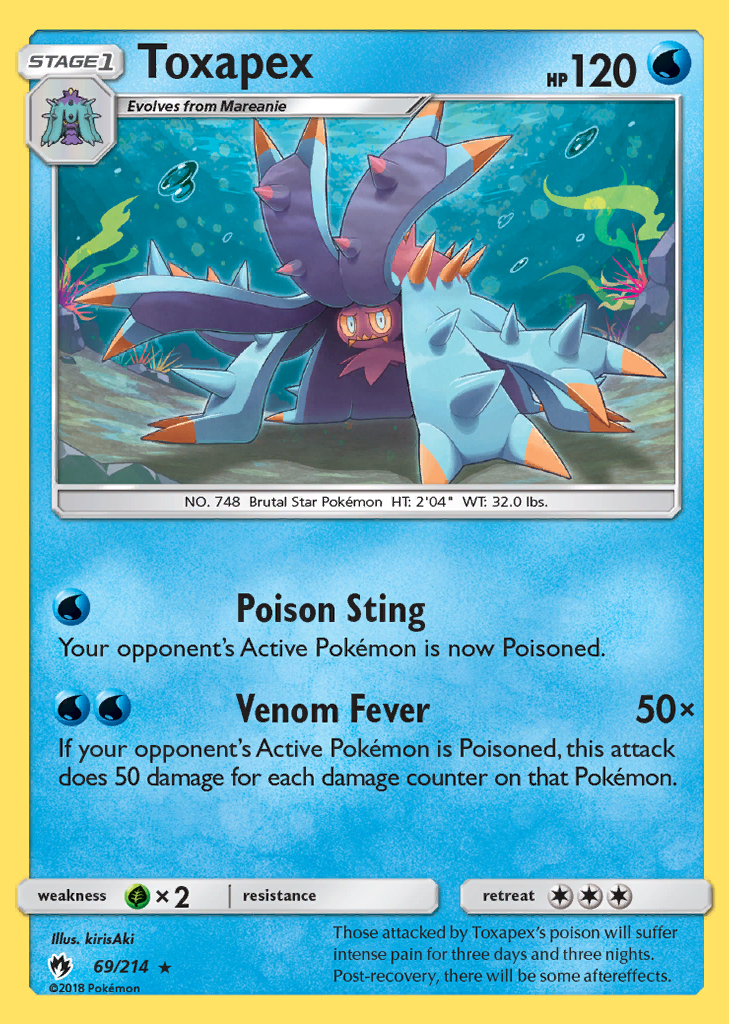 STAGE 1
Toxapex
HP 120
Evolves from Mareanie
NO. 748 Brutal Star Pokémon HT: 2'04" WT: 32.0 lbs.
Poison Sting
Your opponent's Active Pokémon is now Poisoned.
Venom Fever 50×
If your opponent's Active Pokémon is Poisoned, this attack
does 50 damage for each damage counter on that Pokémon.
weakness ×2 resistance retreat
Illus. kirisAki
69/214 ★
©2018 Pokémon
Those attacked by Toxapex's poison will suffer
intense pain for three days and three nights.
Post-recovery, there will be some aftereffects.